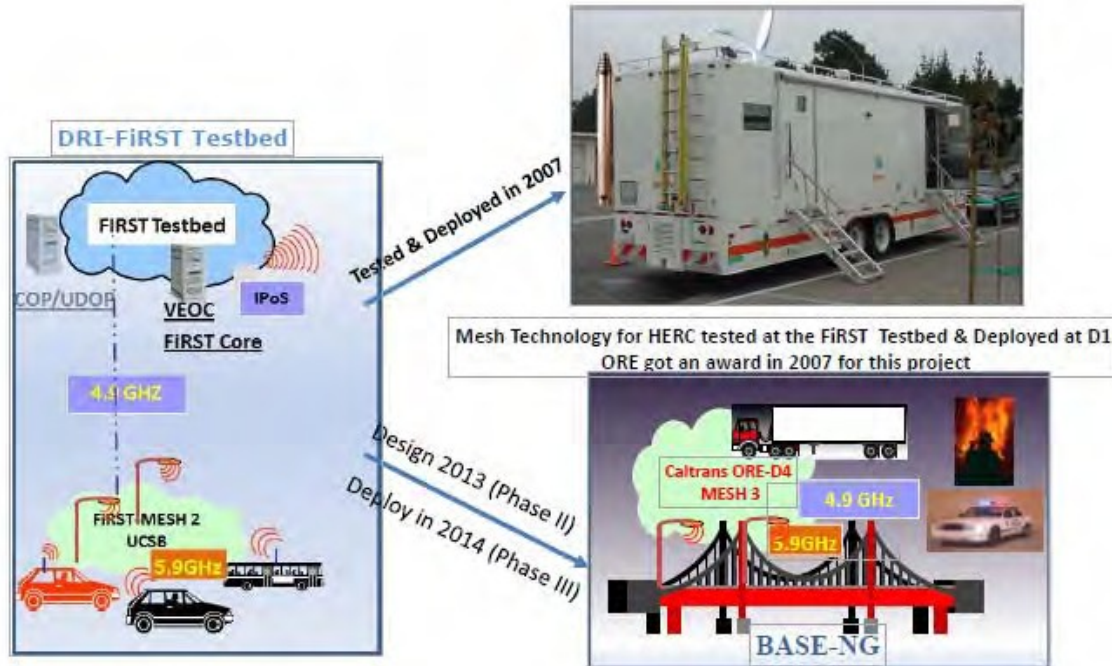 DRI-FiRST Testbed
FiRST Testbed
COP/UDOP
IPoS
VEOC
FiRST Core
4.9 GHZ
FiRST-MESH 2
UCSB
5.9GHz
Tested & Deployed in 2007
Mesh Technology for HERC tested at the FiRST Testbed & Deployed at D1
ORE got an award in 2007 for this project
Design 2013 (Phase II)
Deploy in 2014 (Phase III)
Caltrans ORE-D4
MESH 3
4.9 GHz
5.9GHz
BASE-NG